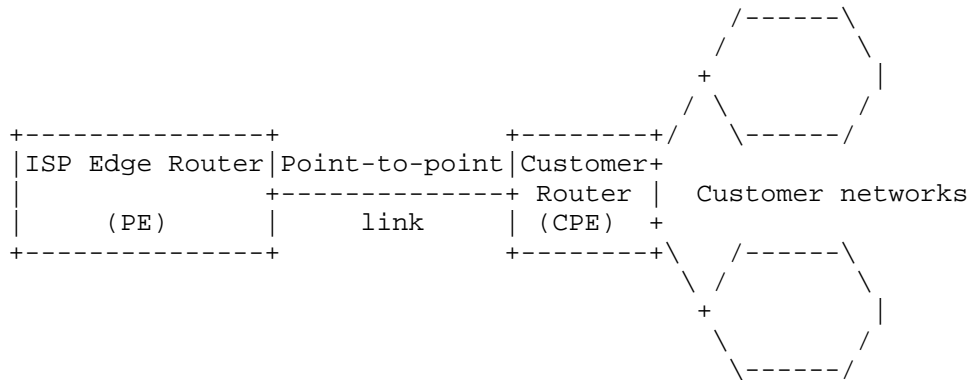 ISP Edge Router Point-to-point Customer
Router Customer networks
(PE) link (CPE)